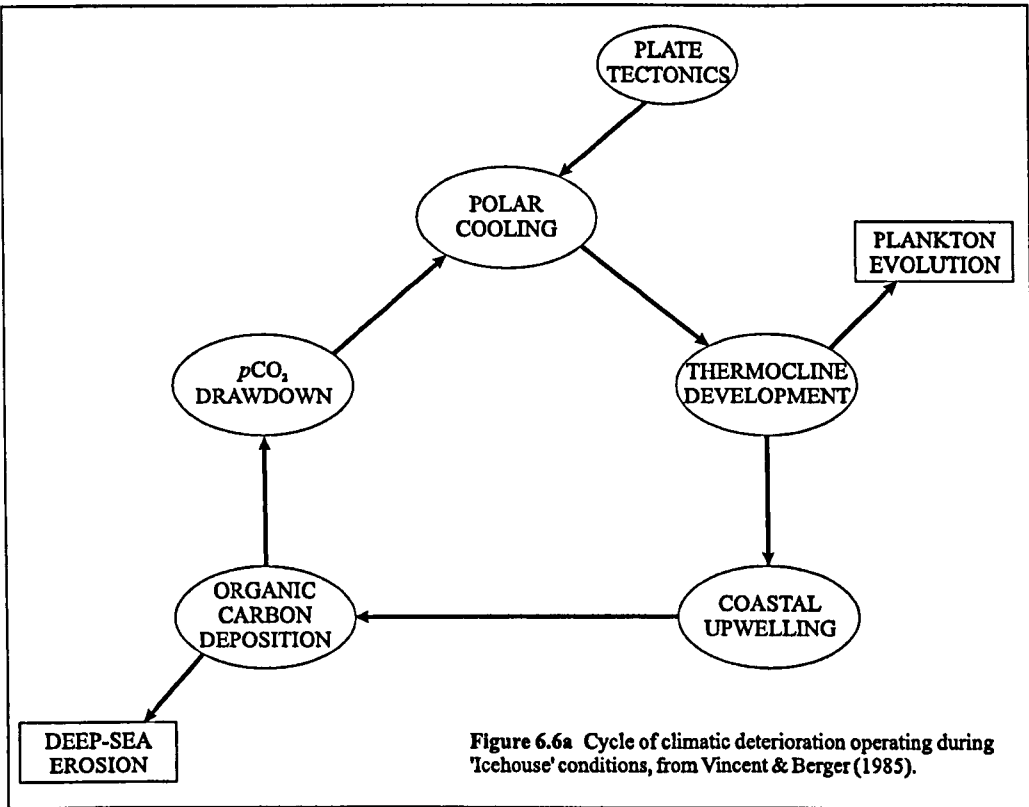 PLATE
TECTONICS
POLAR
COOLING
PLANKTON
EVOLUTION
pCO₂
DRAWDOWN
THERMOCLINE
DEVELOPMENT
ORGANIC
CARBON
DEPOSITION
COASTAL
UPWELLING
DEEP-SEA
EROSION
Figure 6.6a Cycle of climatic deterioration operating during
'Icehouse' conditions, from Vincent & Berger (1985).